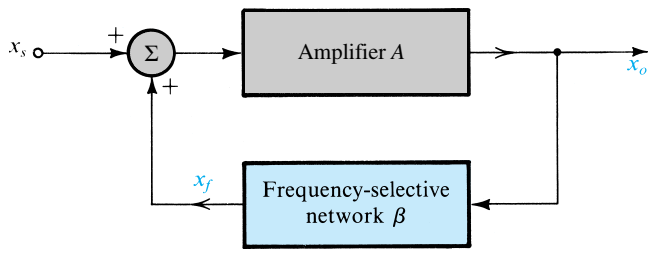 x_s
+
Σ
+
Amplifier A
x_o
x_f
Frequency-selective
network β